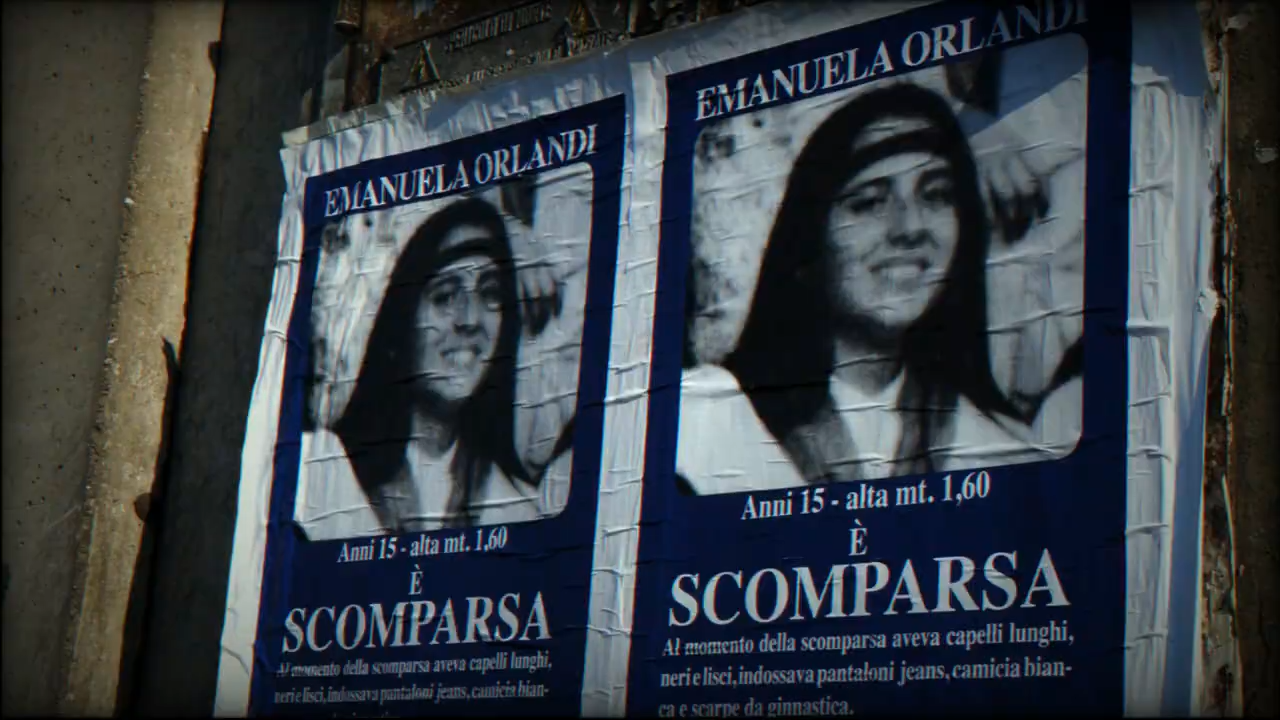 EMANUELA ORLANDI
Anni 15 - alta mt. 1,60
È
SCOMPARSA
Al momento della scomparsa aveva capelli lunghi,
neri e lisci, indossava pantaloni jeans, camicia bian-
EMANUELA ORLANDI
Anni 15 - alta mt. 1,60
È
SCOMPARSA
Al momento della scomparsa aveva capelli lunghi,
neri e lisci, indossava pantaloni jeans, camicia bian-
ca e scarpe da ginnastica.